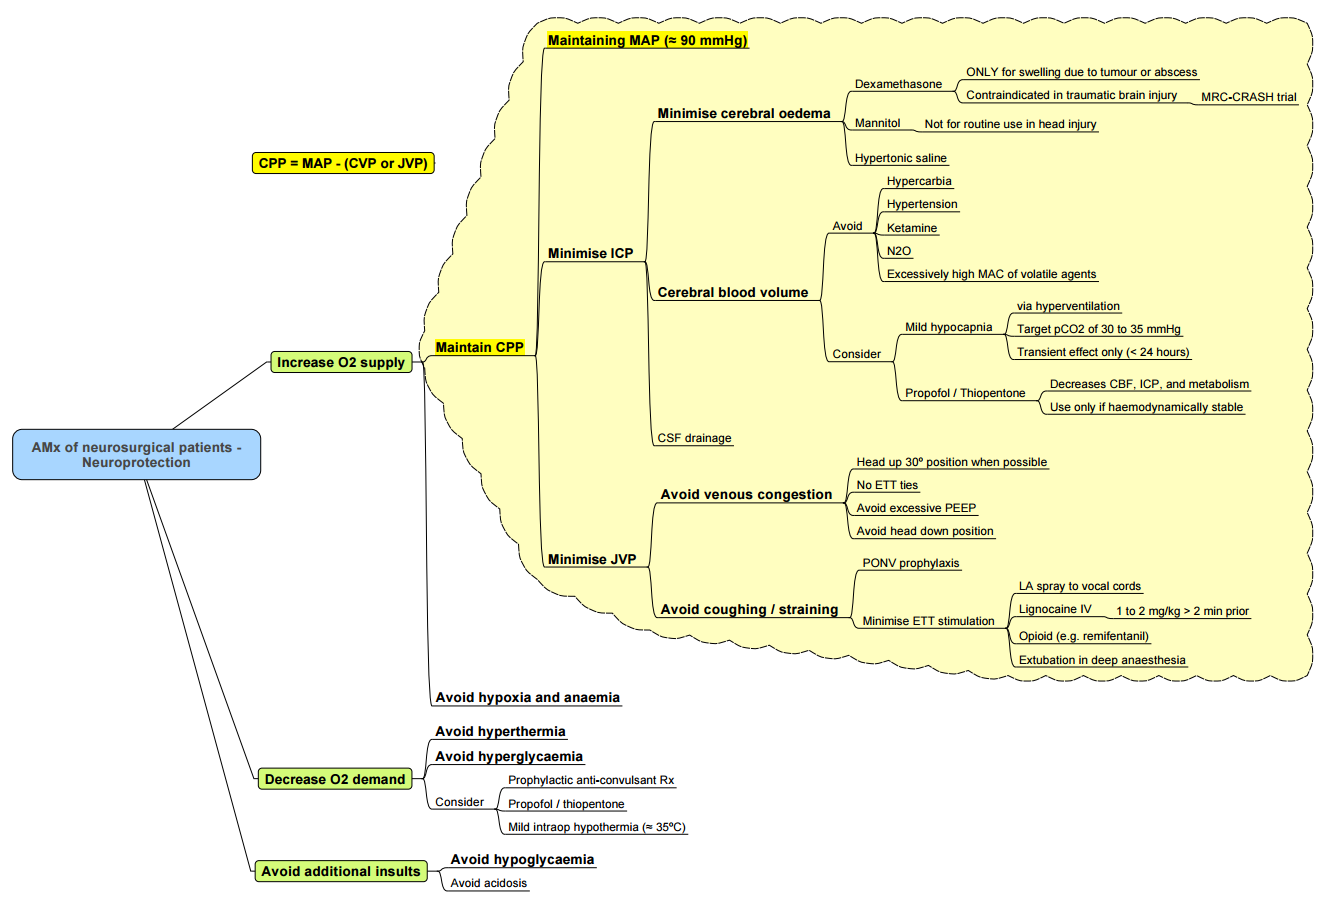 CPP = MAP - (CVP or JVP)
AMx of neurosurgical patients -
Neuroprotection
Increase O2 supply
Maintain CPP
Maintaining MAP (≈ 90 mmHg)
Minimise ICP
Minimise cerebral oedema
Dexamethasone
ONLY for swelling due to tumour or abscess
Contraindicated in traumatic brain injury
MRC-CRASH trial
Mannitol
Not for routine use in head injury
Hypertonic saline
Cerebral blood volume
Avoid
Hypercarbia
Hypertension
Ketamine
N2O
Excessively high MAC of volatile agents
Consider
Mild hypocapnia
via hyperventilation
Target pCO2 of 30 to 35 mmHg
Transient effect only (< 24 hours)
Propofol / Thiopentone
Decreases CBF, ICP, and metabolism
Use only if haemodynamically stable
CSF drainage
Minimise JVP
Avoid venous congestion
Head up 30º position when possible
No ETT ties
Avoid excessive PEEP
Avoid head down position
Avoid coughing / straining
PONV prophylaxis
Minimise ETT stimulation
LA spray to vocal cords
Lignocaine IV
1 to 2 mg/kg > 2 min prior
Opioid (e.g. remifentanil)
Extubation in deep anaesthesia
Avoid hypoxia and anaemia
Decrease O2 demand
Avoid hyperthermia
Avoid hyperglycaemia
Consider
Prophylactic anti-convulsant Rx
Propofol / thiopentone
Mild intraop hypothermia (≈ 35ºC)
Avoid additional insults
Avoid hypoglycaemia
Avoid acidosis